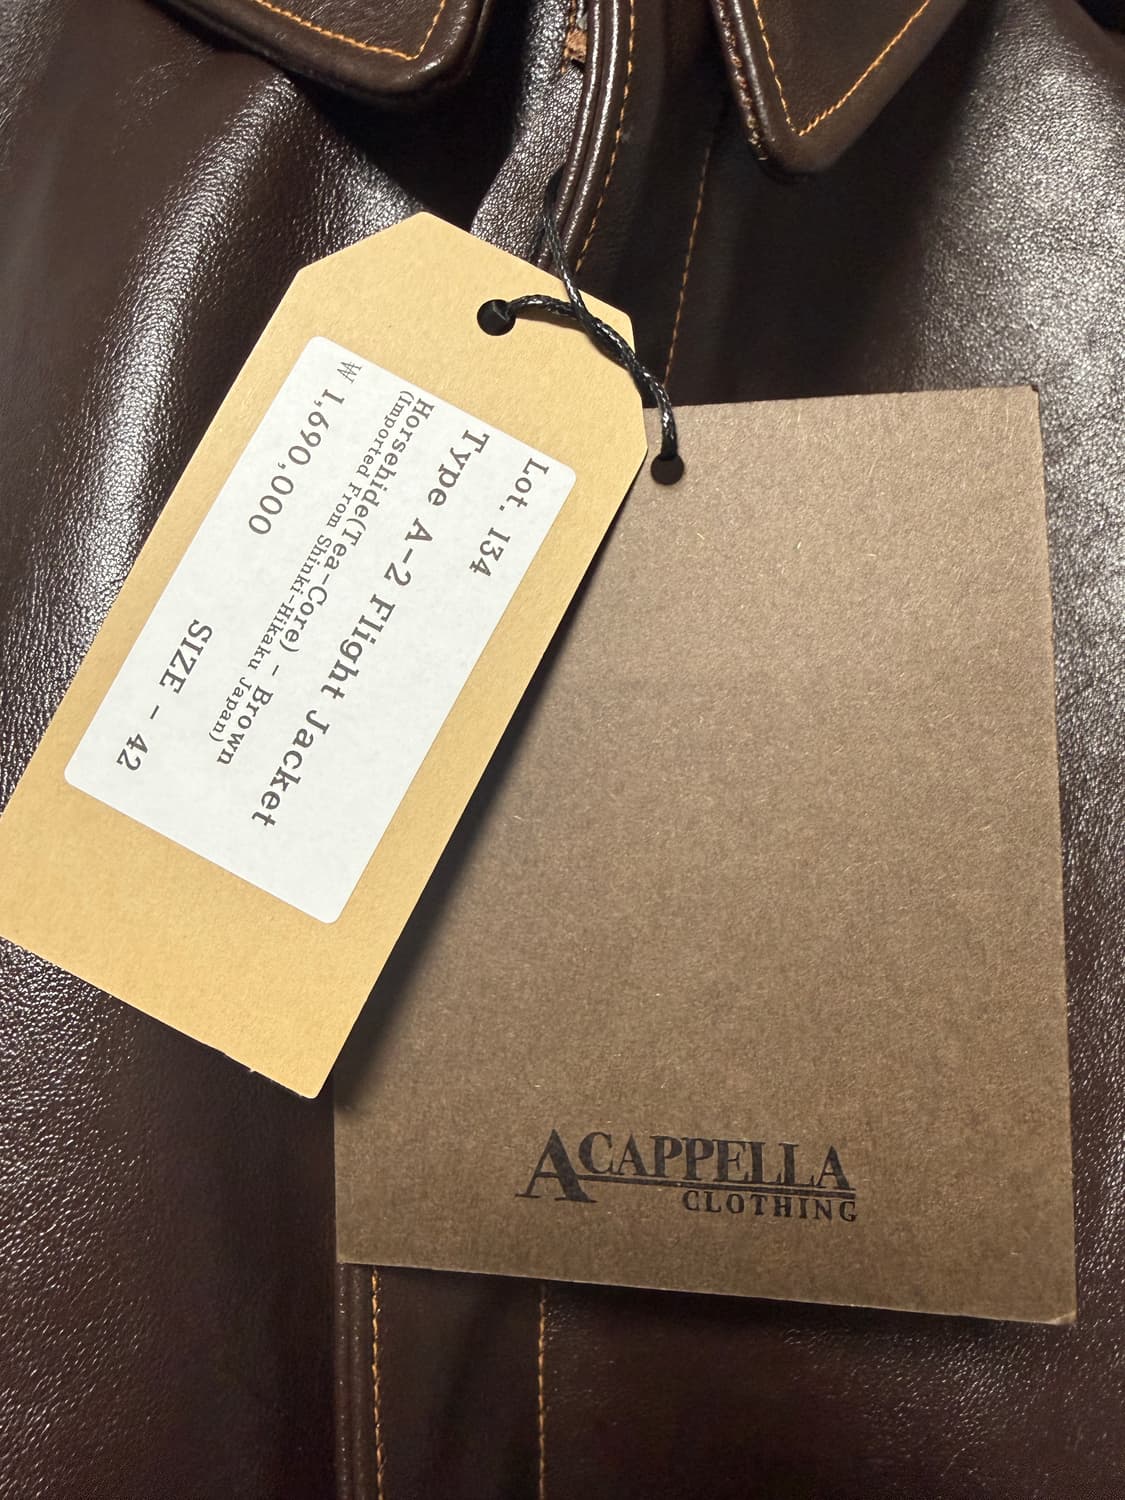 Lot. 134
Type A-2 Flight Jacket
Horsehide(Tea-Core) - Brown
(Imported From Shinki-Hikaku Japan)
₩ 1,690,000
SIZE - 42
ACAPPELLA
CLOTHING